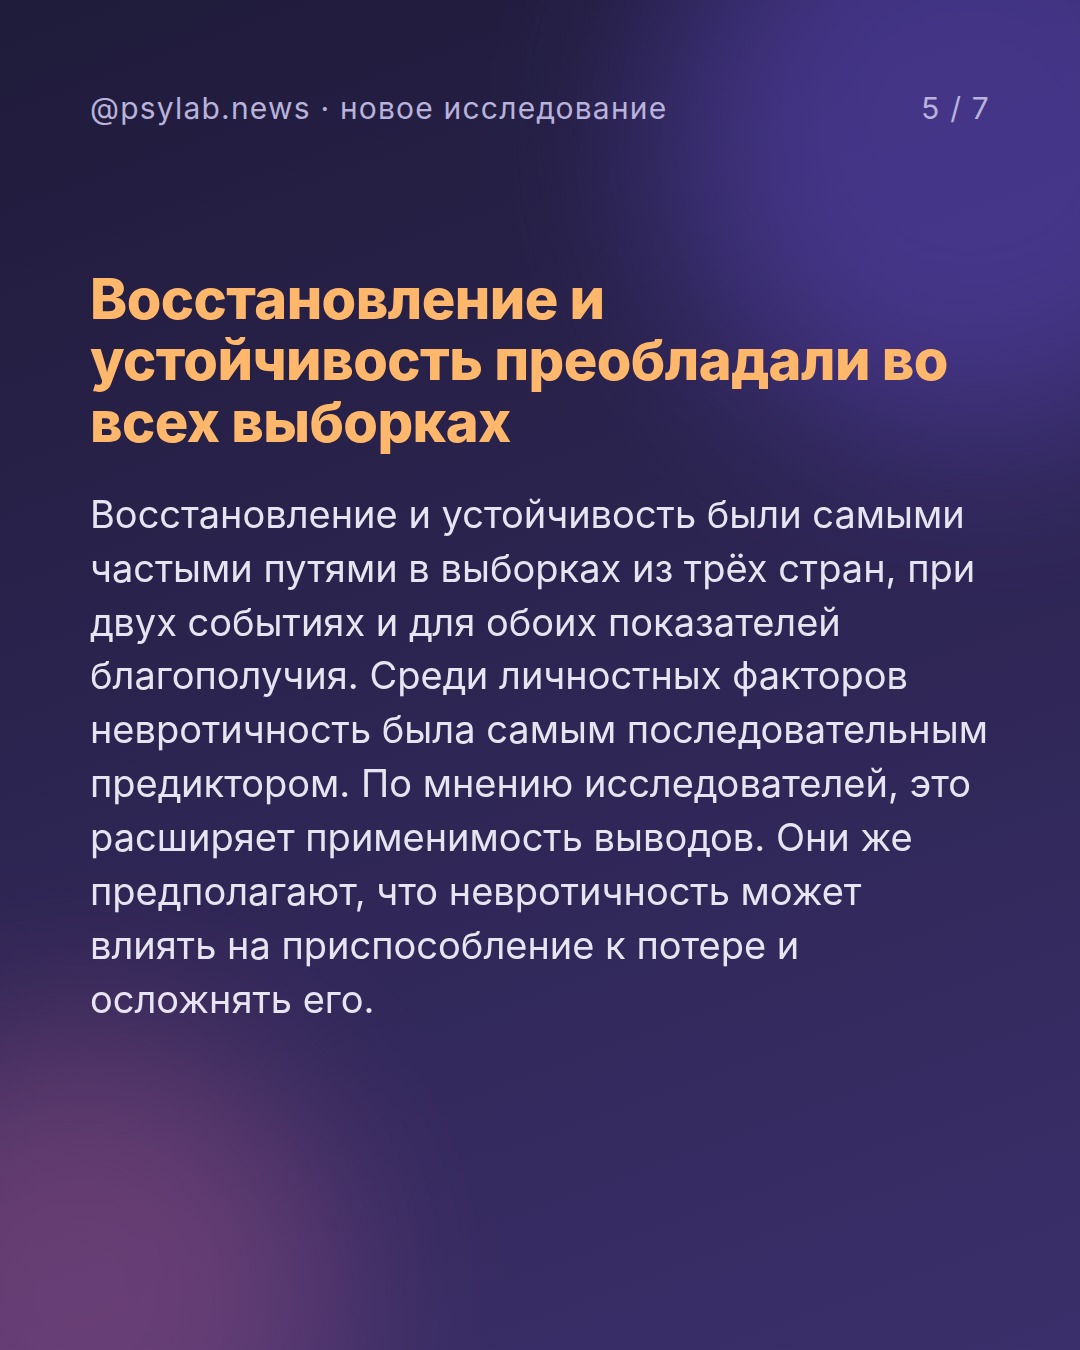 @psylab.news · новое исследование
5 / 7
Восстановление и
устойчивость преобладали во
всех выборках
Восстановление и устойчивость были самыми
частыми путями в выборках из трёх стран, при
двух событиях и для обоих показателей
благополучия. Среди личностных факторов
невротичность была самым последовательным
предиктором. По мнению исследователей, это
расширяет применимость выводов. Они же
предполагают, что невротичность может
влиять на приспособление к потере и
осложнять его.